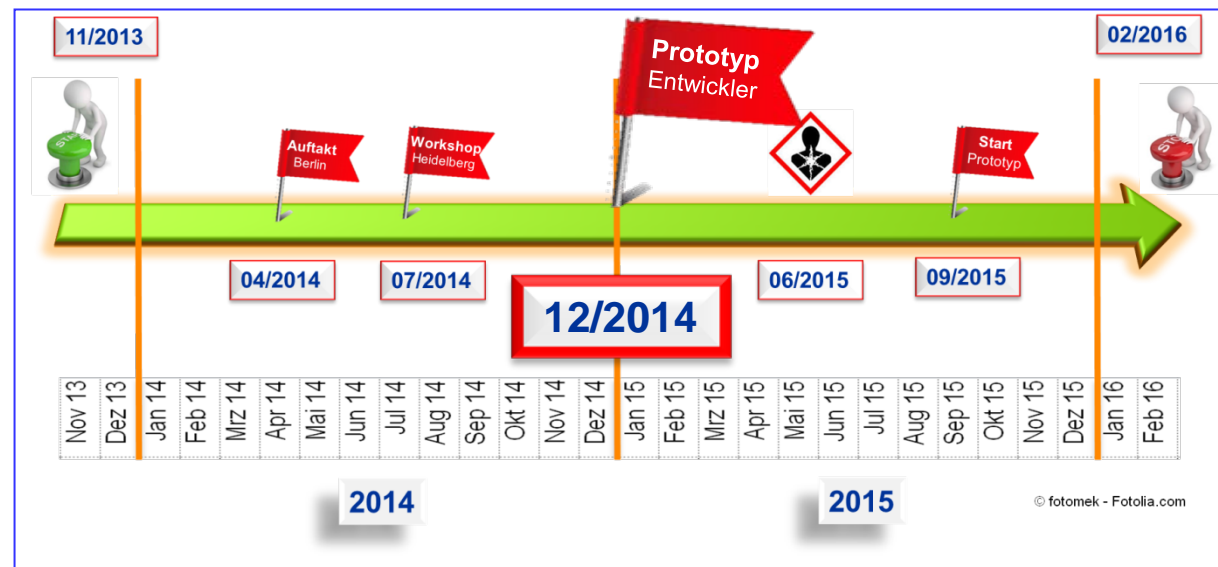 11/2013
02/2016
Prototyp
Entwickler
Auftakt
Berlin
Workshop
Heidelberg
Start
Prototyp
04/2014
07/2014
12/2014
06/2015
09/2015
Nov 13
Dez 13
Jan 14
Feb 14
Mrz 14
Apr 14
Mai 14
Jun 14
Jul 14
Aug 14
Sep 14
Okt 14
Nov 14
Dez 14
Jan 15
Feb 15
Mrz 15
Apr 15
Mai 15
Jun 15
Jul 15
Aug 15
Sep 15
Okt 15
Nov 15
Dez 15
Jan 16
Feb 16
2014
2015
© fotomek - Fotolia.com